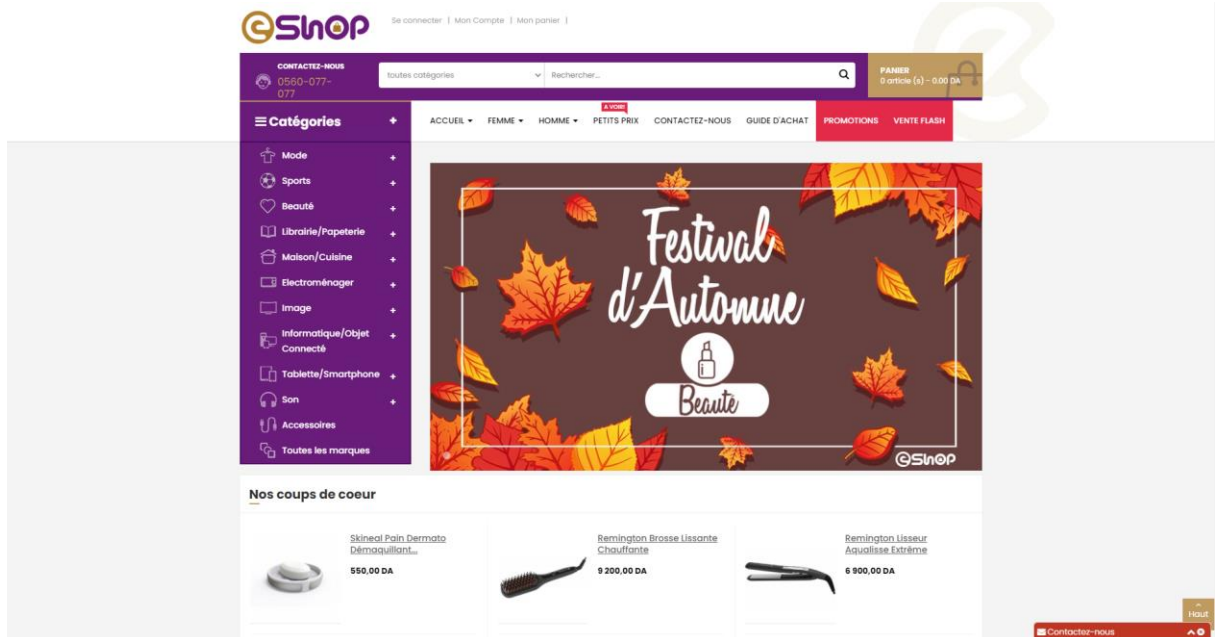 eShop
Se connecter | Mon Compte | Mon panier |
CONTACTEZ-NOUS
0560-077-
077
toutes catégories
Rechercher...
PANIER
0 article (s) - 0.00 DA
Catégories +
ACCUEIL FEMME HOMME PETITS PRIX CONTACTEZ-NOUS GUIDE D'ACHAT PROMOTIONS VENTE FLASH
A VOIR!
Mode +
Sports +
Beauté +
Librairie/Papeterie +
Maison/Cuisine +
Electroménager +
Image +
Informatique/Objet +
Connecté
Tablette/Smartphone +
Son +
Accessoires
Toutes les marques
Festival
d'Automne
Beauté
eShop
Nos coups de coeur
Skineal Pain Dermato
Démaquillant...
550,00 DA
Remington Brosse Lissante
Chauffante
9 200,00 DA
Remington Lisseur
Aqualisse Extrême
6 900,00 DA
Haut
Contactez-nous